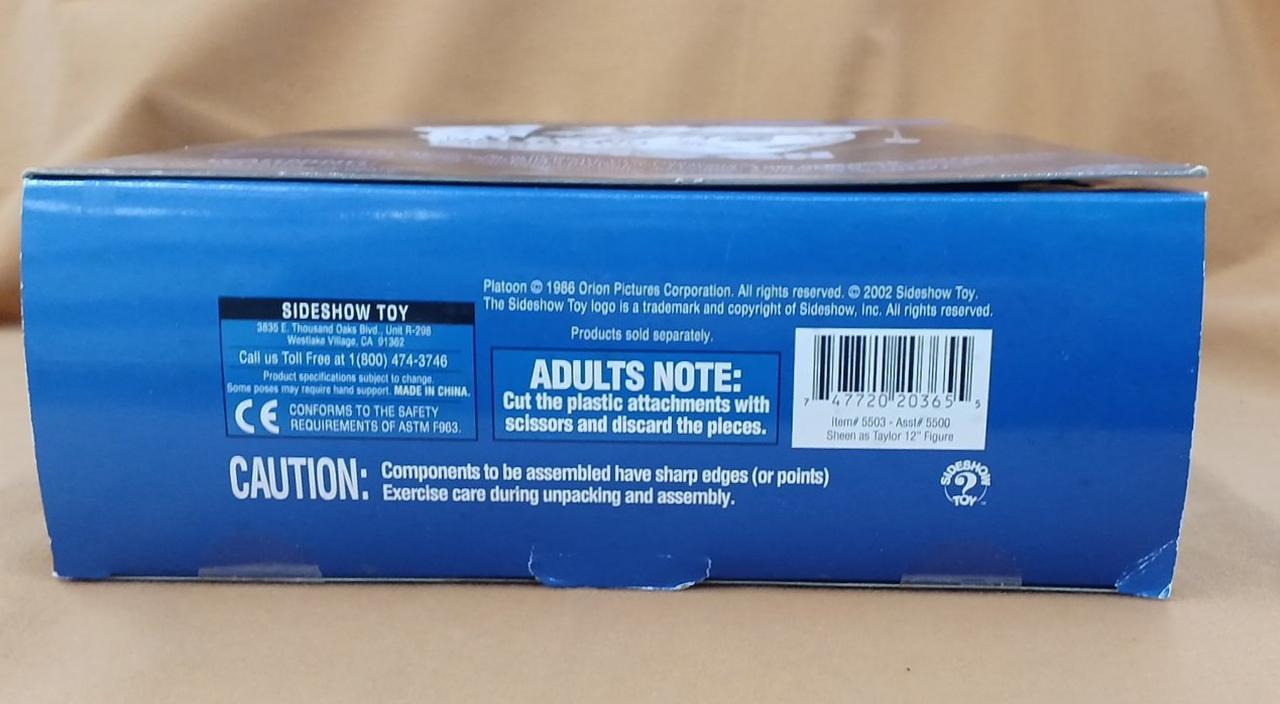 Platoon © 1986 Orion Pictures Corporation. All rights reserved. © 2002 Sideshow Toy.
The Sideshow Toy logo is a trademark and copyright of Sideshow, Inc. All rights reserved.
SIDESHOW TOY
3835 E. Thousand Oaks Blvd., Unit R-298
Westlake Village, CA 91362
Call us Toll Free at 1(800) 474-3746
Product specifications subject to change.
Some poses may require hand support. MADE IN CHINA.
CE CONFORMS TO THE SAFETY
REQUIREMENTS OF ASTM F963.
Products sold separately.
ADULTS NOTE:
Cut the plastic attachments with
scissors and discard the pieces.
7 47720 20365 5
Item# 5503 - Asst# 5500
Sheen as Taylor 12" Figure
CAUTION: Components to be assembled have sharp edges (or points)
Exercise care during unpacking and assembly.
SIDESHOW
?
TOY™